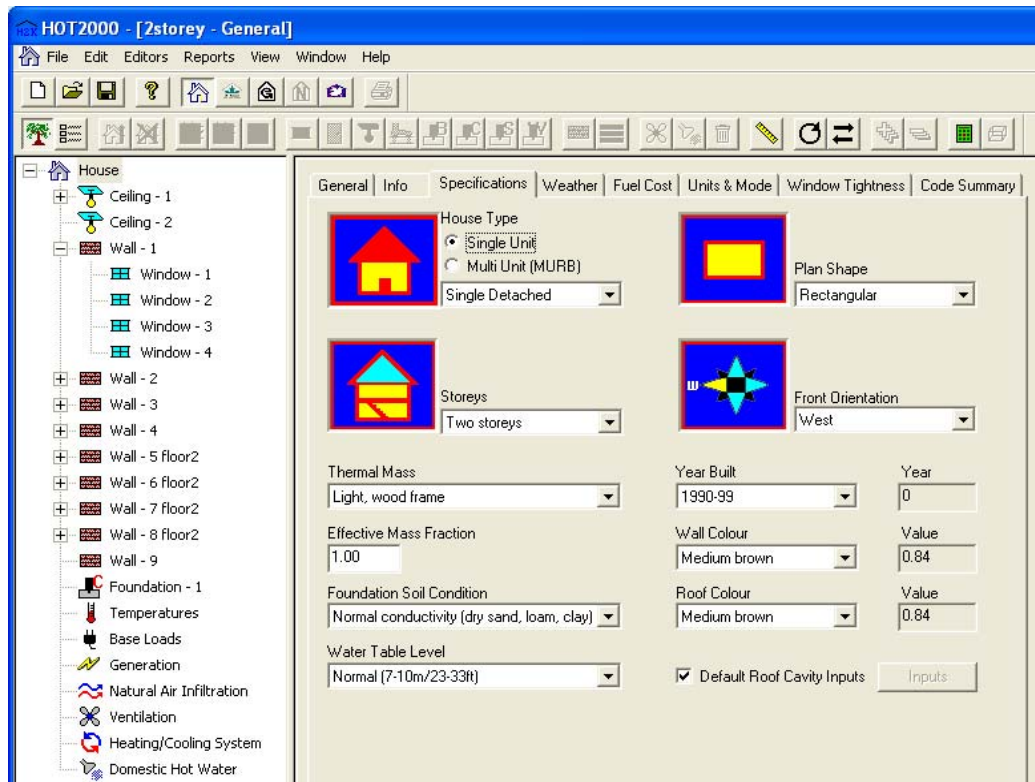 HOT2000 - [2storey - General]
File Edit Editors Reports View Window Help
House
Ceiling - 1
Ceiling - 2
Wall - 1
Window - 1
Window - 2
Window - 3
Window - 4
Wall - 2
Wall - 3
Wall - 4
Wall - 5 floor2
Wall - 6 floor2
Wall - 7 floor2
Wall - 8 floor2
Wall - 9
Foundation - 1
Temperatures
Base Loads
Generation
Natural Air Infiltration
Ventilation
Heating/Cooling System
Domestic Hot Water
General Info Specifications Weather Fuel Cost Units & Mode Window Tightness Code Summary
House Type
Single Unit
Multi Unit (MURB)
Single Detached
Plan Shape
Rectangular
Storeys
Two storeys
W
Front Orientation
West
Thermal Mass
Light, wood frame
Year Built
1990-99
Year
0
Effective Mass Fraction
1.00
Wall Colour
Medium brown
Value
0.84
Foundation Soil Condition
Normal conductivity (dry sand, loam, clay)
Roof Colour
Medium brown
Value
0.84
Water Table Level
Normal (7-10m/23-33ft)
Default Roof Cavity Inputs
Inputs